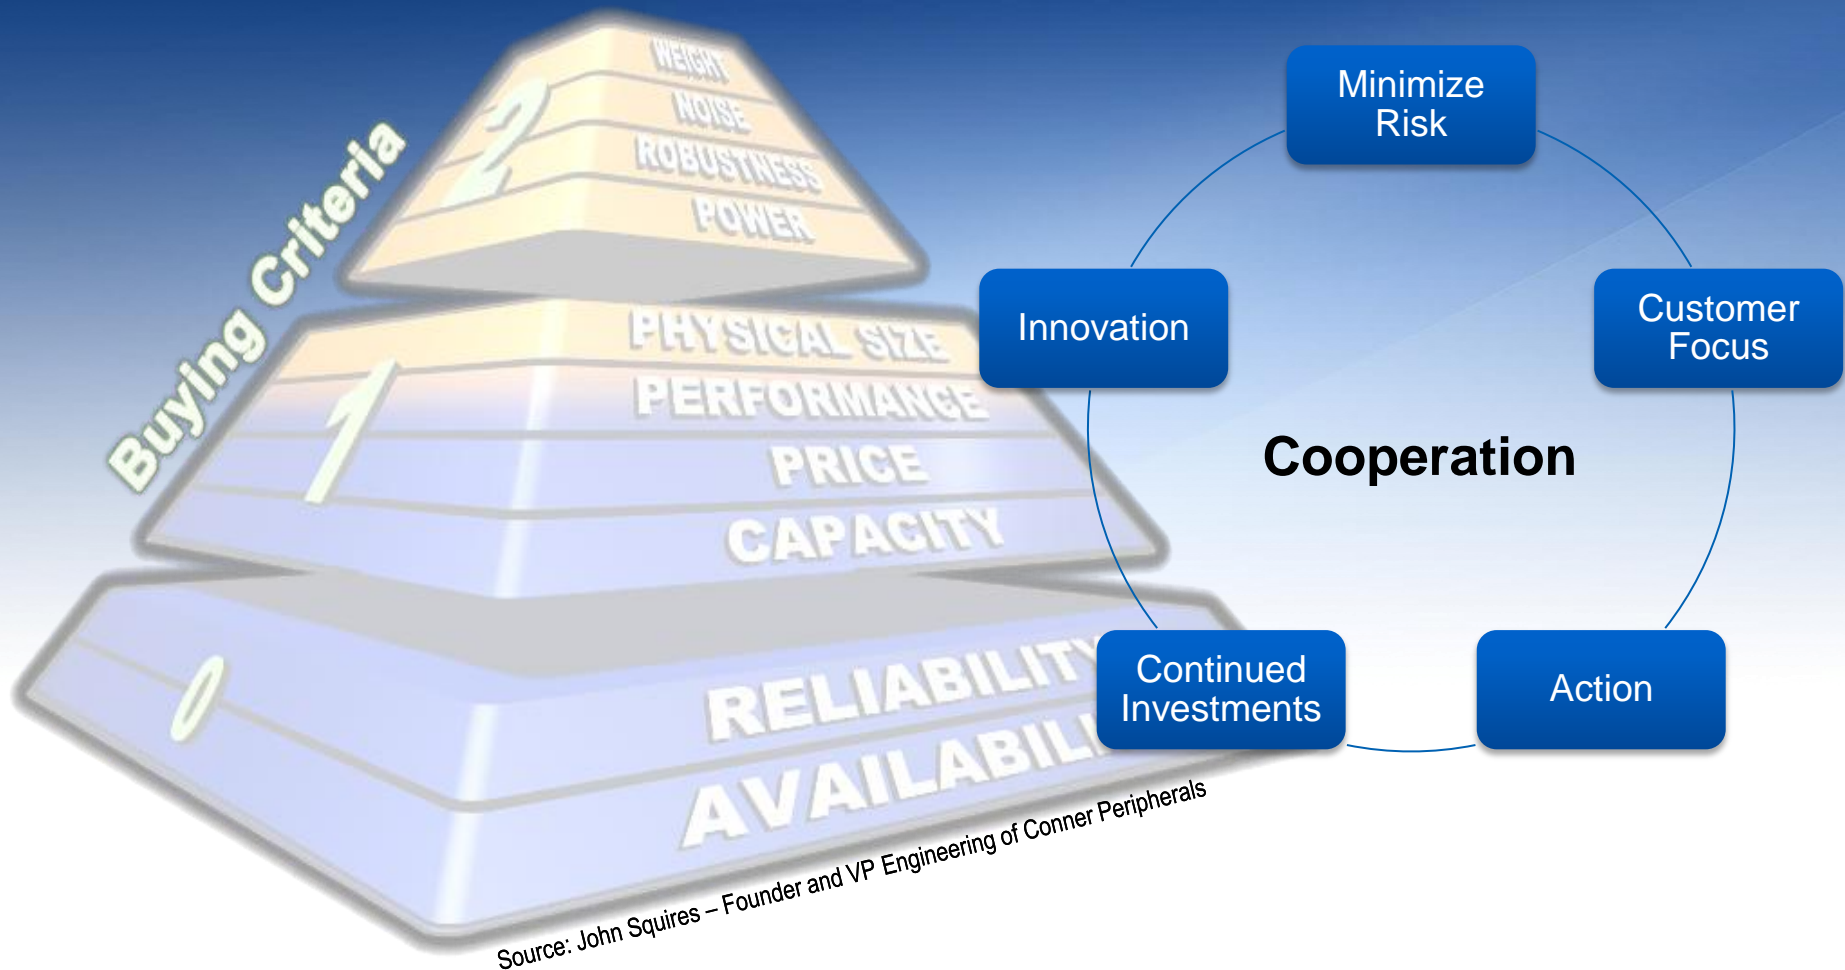 Buying Criteria
2
WEIGHT
NOISE
ROBUSTNESS
POWER
1
PHYSICAL SIZE
PERFORMANCE
PRICE
CAPACITY
0
RELIABILITY
AVAILABILI
Source: John Squires – Founder and VP Engineering of Conner Peripherals
Minimize
Risk
Customer
Focus
Action
Continued
Investments
Innovation
Cooperation